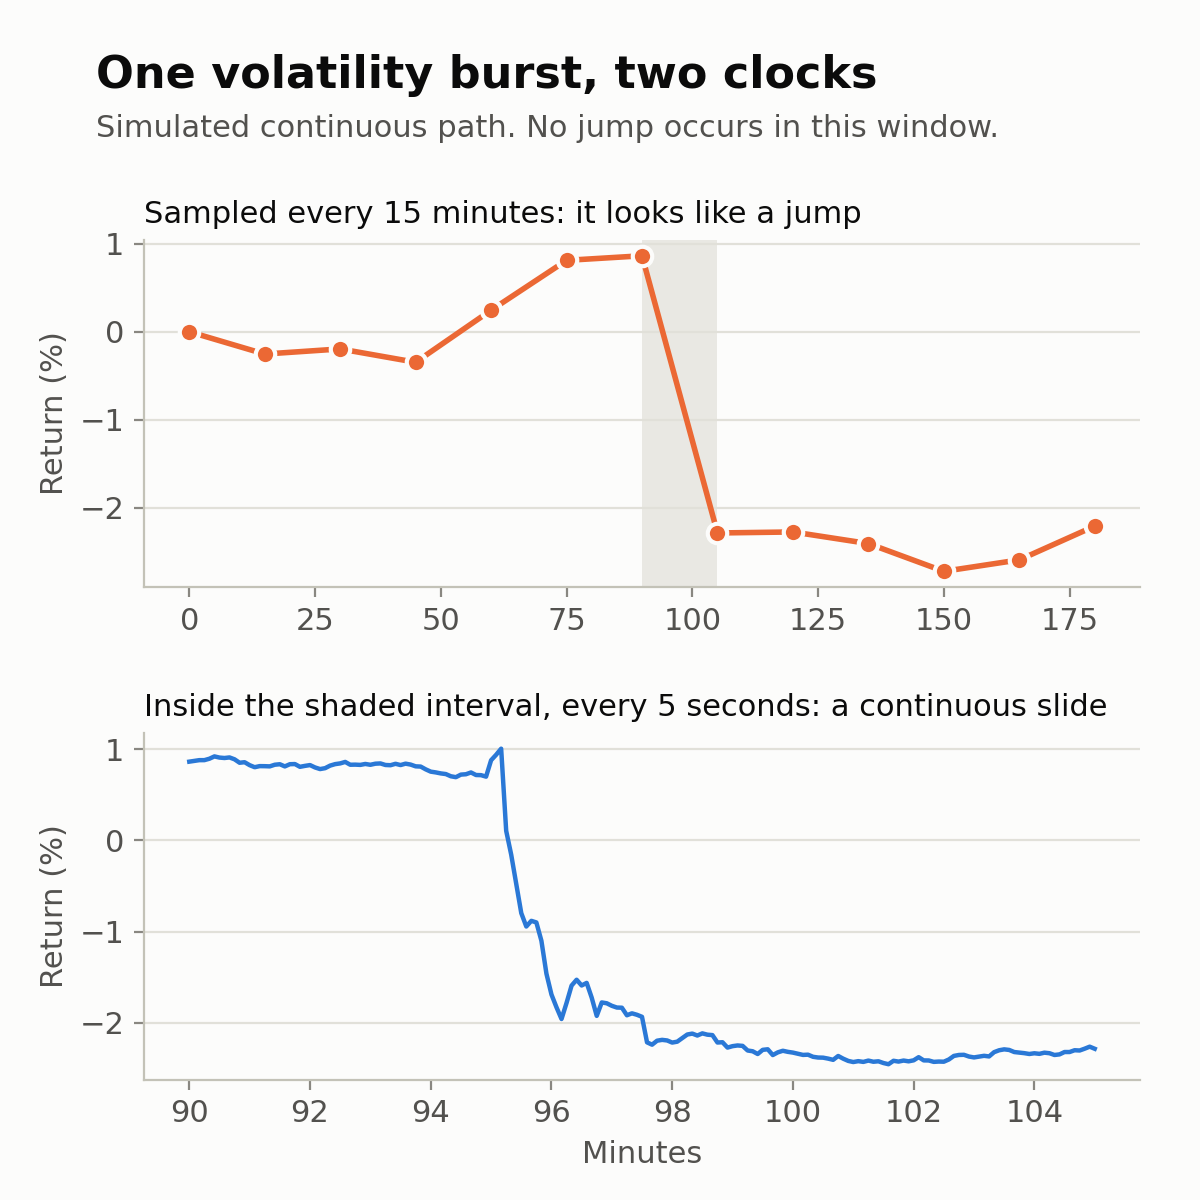 One volatility burst, two clocks
Simulated continuous path. No jump occurs in this window.
Sampled every 15 minutes: it looks like a jump
Return (%)
1
0
−1
−2
0 25 50 75 100 125 150 175
Inside the shaded interval, every 5 seconds: a continuous slide
Return (%)
1
0
−1
−2
90 92 94 96 98 100 102 104
Minutes